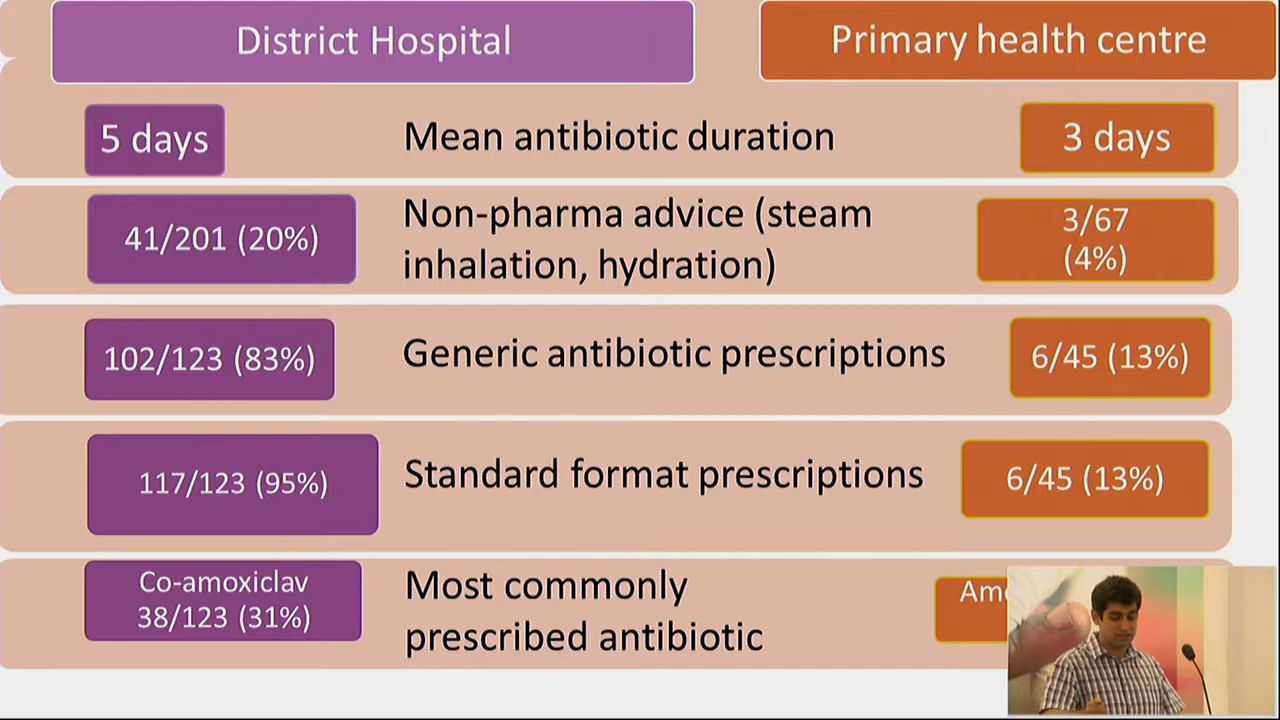 District Hospital
Primary health centre
5 days
Mean antibiotic duration
3 days
41/201 (20%)
Non-pharma advice (steam
inhalation, hydration)
3/67
(4%)
102/123 (83%)
Generic antibiotic prescriptions
6/45 (13%)
117/123 (95%)
Standard format prescriptions
6/45 (13%)
Co-amoxiclav
38/123 (31%)
Most commonly
prescribed antibiotic